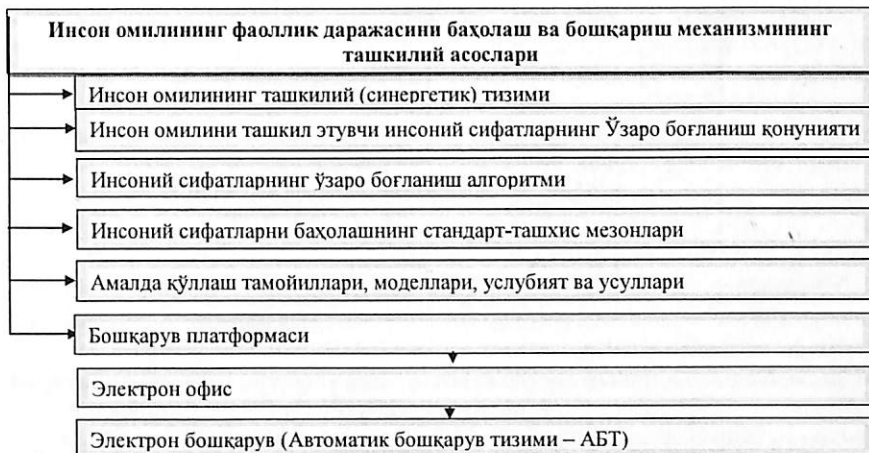 Инсон омилининг фаоллик даражасини баҳолаш ва бошқариш механизмининг
ташкилий асослари
Инсон омилининг ташкилий (синергетик) тизими
Инсон омилини ташкил этувчи инсоний сифатларнинг Ўзаро боғланиш қонунияти
Инсоний сифатларнинг ўзаро боғланиш алгоритми
Инсоний сифатларни баҳолашнинг стандарт-ташхис мезонлари
Амалда қўллаш тамойиллари, моделлари, услубият ва усуллари
Бошқарув платформаси
Электрон офис
Электрон бошқарув (Автоматик бошқарув тизими – АБТ)